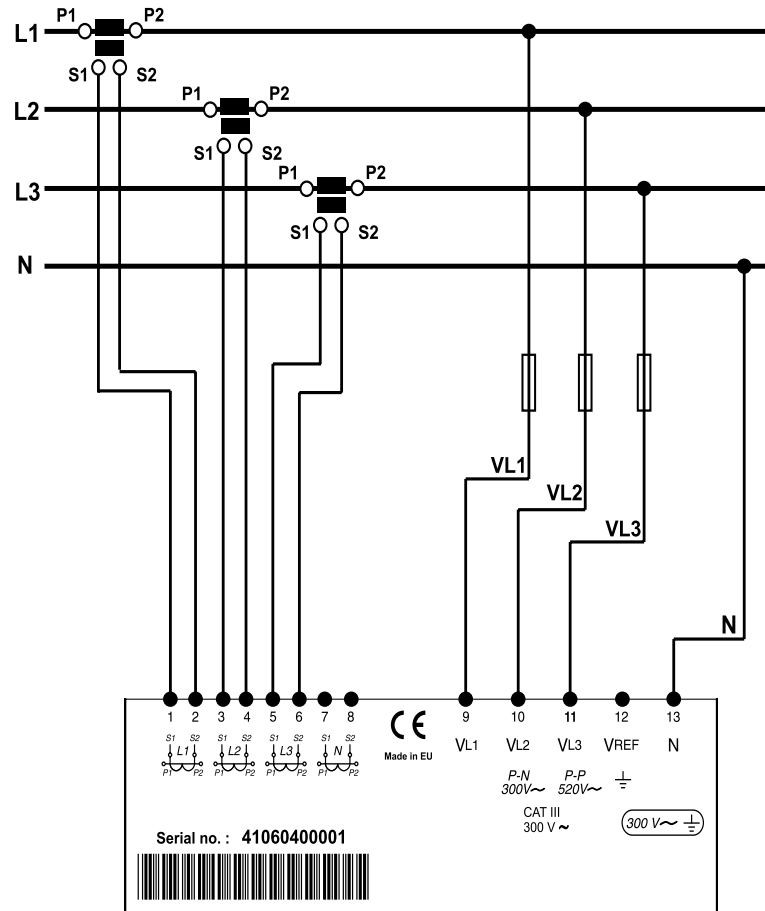 P1 P2
L1
S1 S2
P1 P2
L2
S1 S2
P1 P2
L3
S1 S2
N
VL1
VL2
VL3
N
1 2 3 4 5 6 7 8 9 10 11 12 13
S1 S2 S1 S2 S1 S2 S1 S2
L1 L2 L3 N
P1 P2 P1 P2 P1 P2 P1 P2
CE
Made in EU
VL1 VL2 VL3 VREF N
P-N P-P
300V~ 520V~
CAT III
300 V ~
300 V~
Serial no. : 41060400001